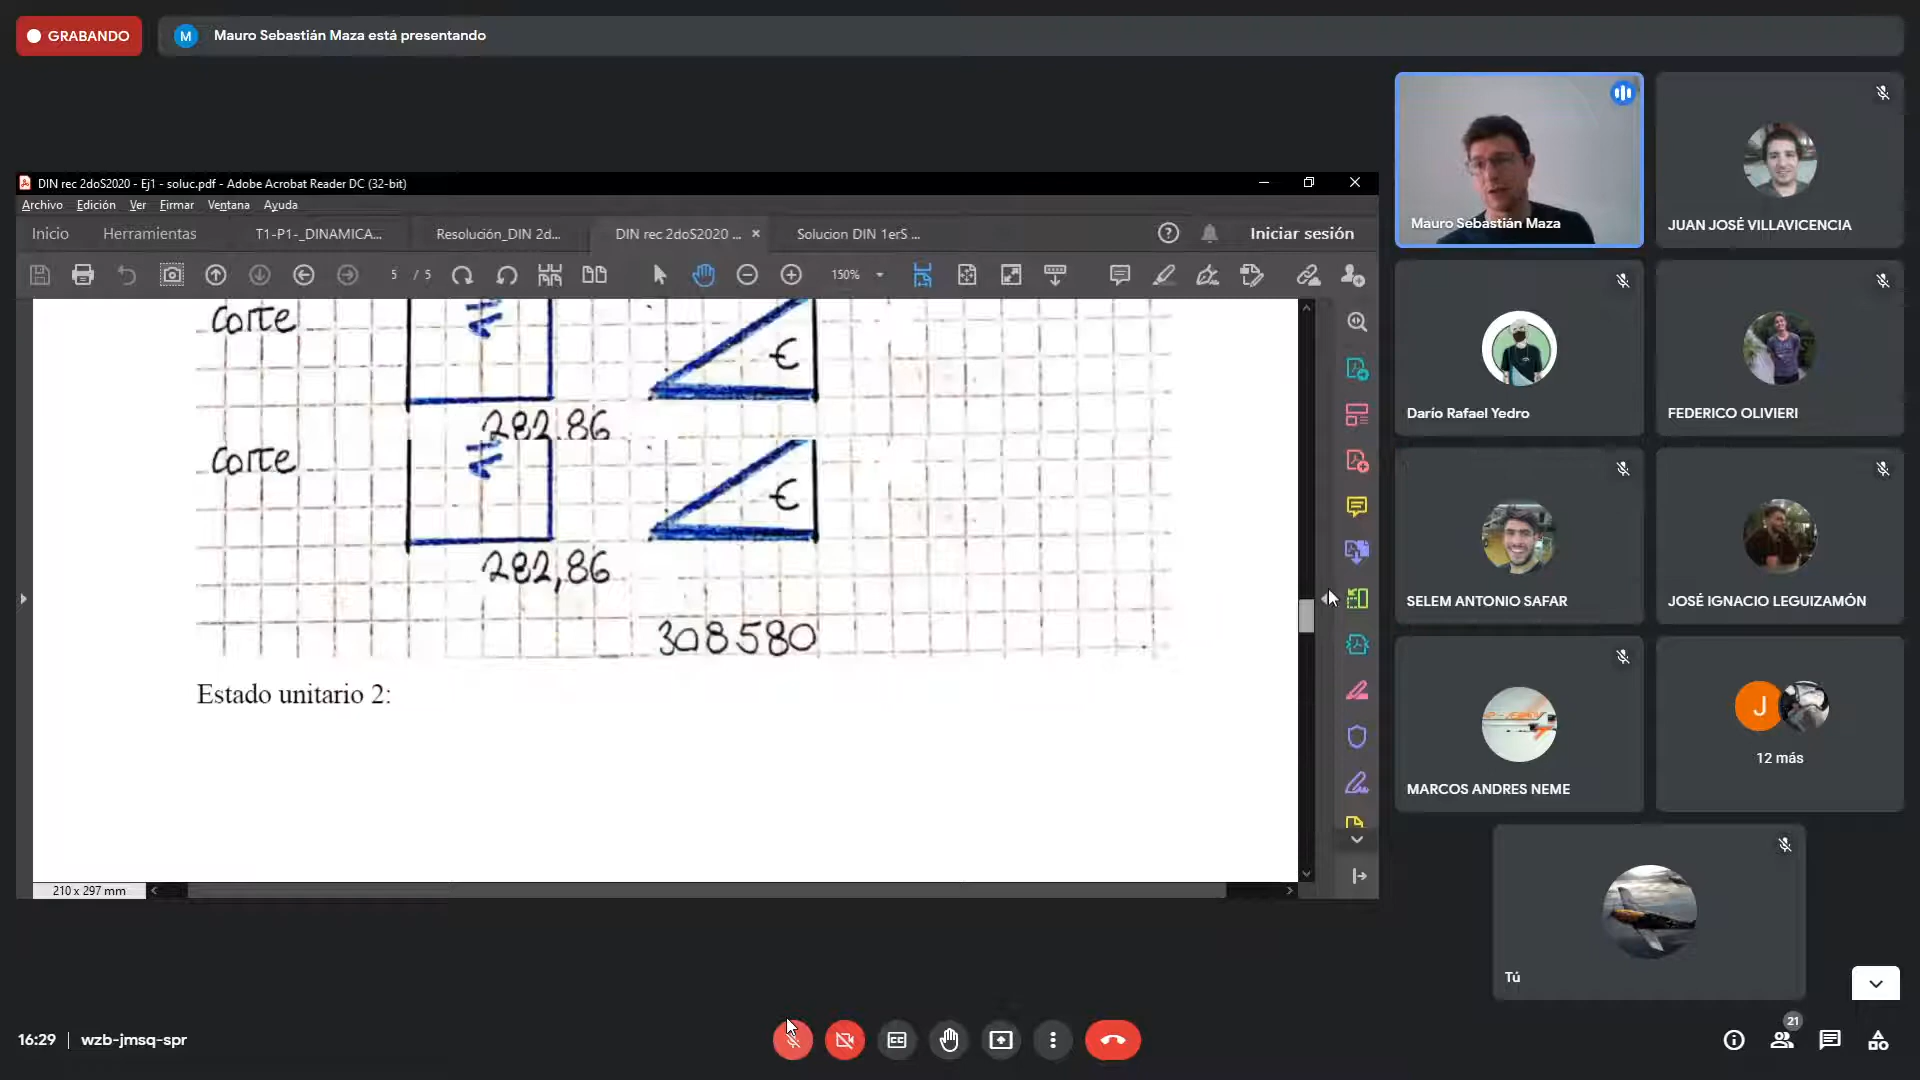 GRABANDO
M
Mauro Sebastián Maza está presentando
DIN rec 2doS2020 - Ej1 - soluc.pdf - Adobe Acrobat Reader DC (32-bit)
Archivo Edición Ver Firmar Ventana Ayuda
Inicio Herramientas T1-P1-_DINAMICA... Resolución_DIN 2d... DIN rec 2doS2020 ... × Solucion DIN 1erS ... Iniciar sesión
5 / 5 150%
Corte €
282,86
Corte €
282,86
308580
Estado unitario 2:
210 x 297 mm
Mauro Sebastián Maza
JUAN JOSÉ VILLAVICENCIA
Darío Rafael Yedro
FEDERICO OLIVIERI
SELEM ANTONIO SAFAR
JOSÉ IGNACIO LEGUIZAMÓN
MARCOS ANDRES NEME
J
12 más
Tú
16:29 | wzb-jmsq-spr
21